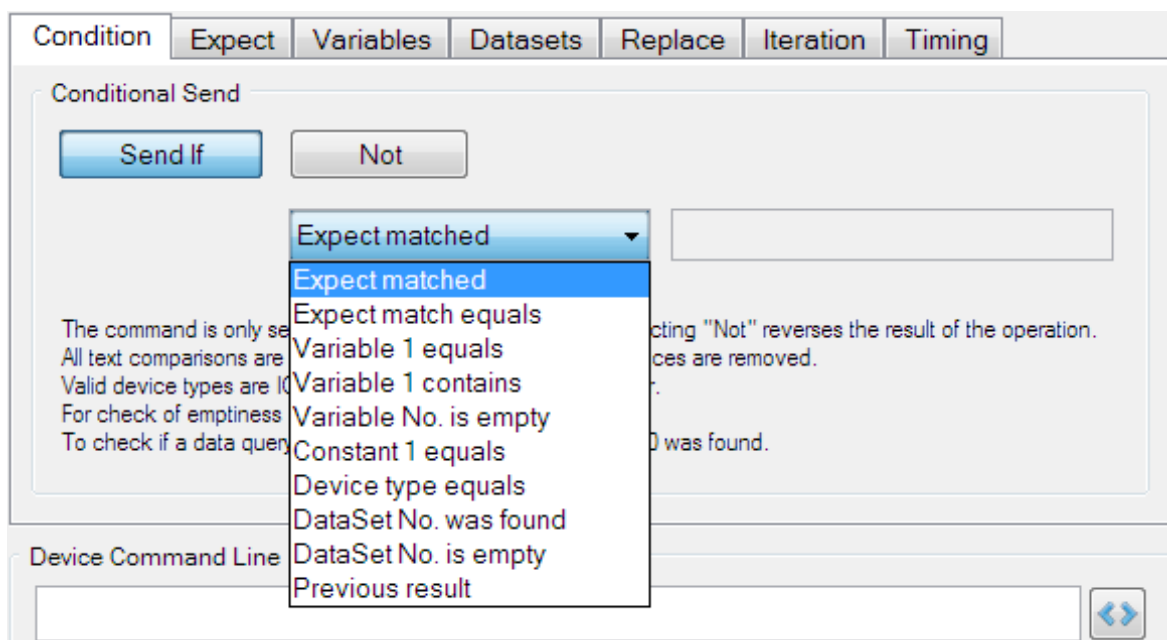 Condition Expect Variables Datasets Replace Iteration Timing
Conditional Send
Send If Not
Expect matched
Expect matched
Expect match equals
Variable 1 equals
Variable 1 contains
Variable No. is empty
Constant 1 equals
Device type equals
DataSet No. was found
DataSet No. is empty
Previous result
The command is only se cting "Not" reverses the result of the operation.
All text comparisons are ces are removed.
Valid device types are r.
For check of emptiness
To check if a data query 0 was found.
Device Command Line